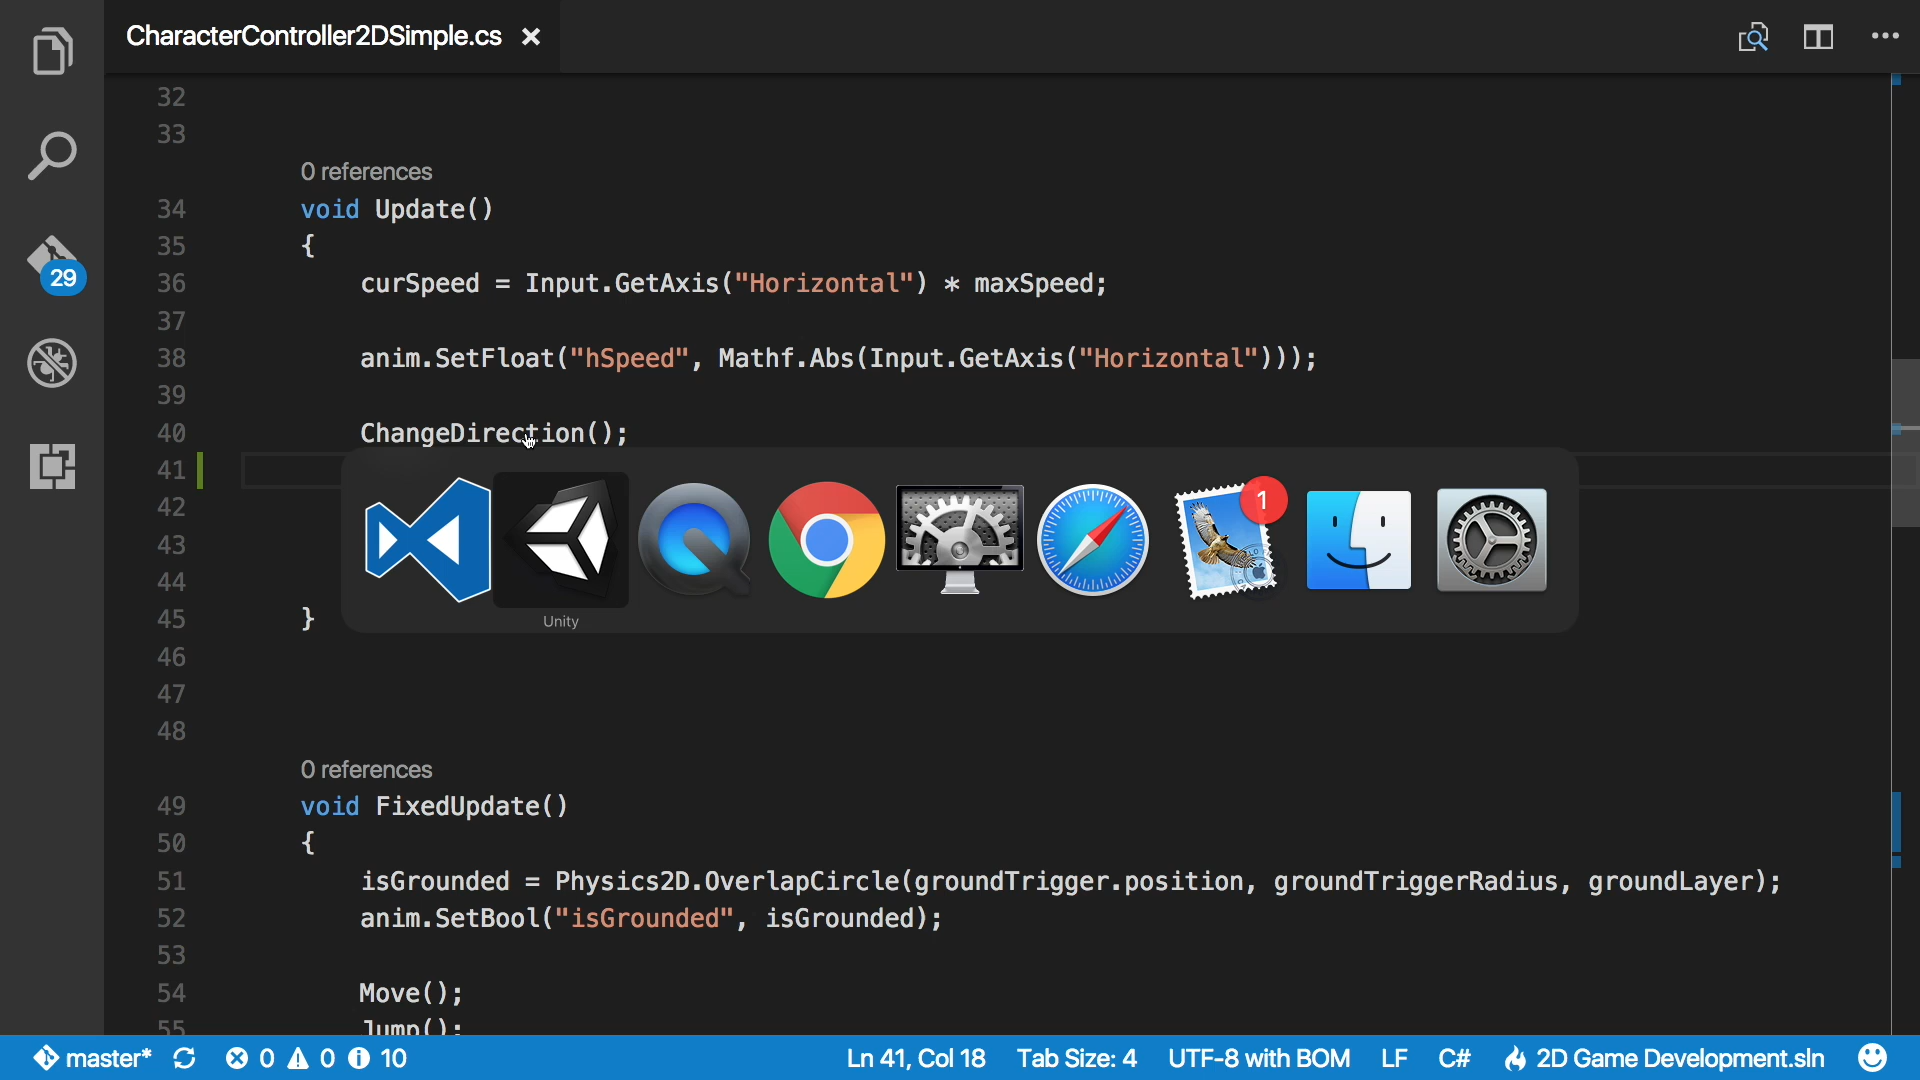 CharacterController2DSimple.cs
32
33
0 references
34 void Update()
35 {
36 curSpeed = Input.GetAxis("Horizontal") * maxSpeed;
37
38 anim.SetFloat("hSpeed", Mathf.Abs(Input.GetAxis("Horizontal")));
39
40 ChangeDirection();
41
42
43
44
45 }
46
47
48
29
1
Unity
0 references
49 void FixedUpdate()
50 {
51 isGrounded = Physics2D.OverlapCircle(groundTrigger.position, groundTriggerRadius, groundLayer);
52 anim.SetBool("isGrounded", isGrounded);
53
54 Move();
55 Jump();
master* 0 0 10 Ln 41, Col 18 Tab Size: 4 UTF-8 with BOM LF C# 2D Game Development.sln